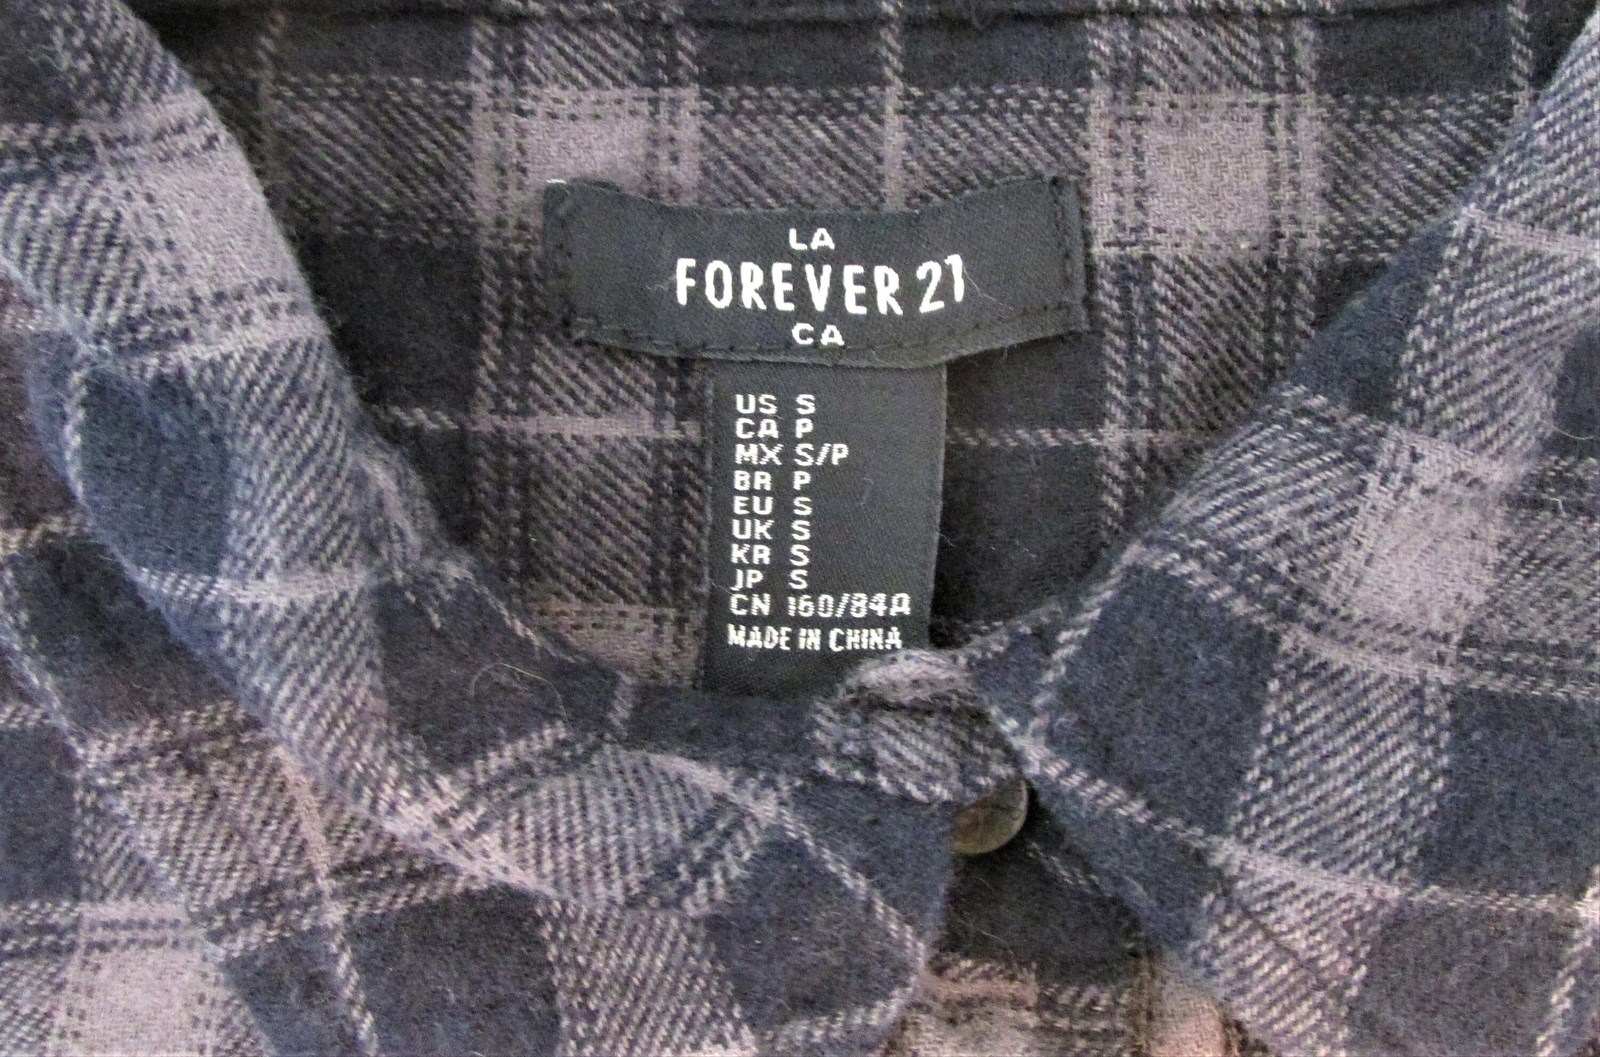 LA
FOREVER 21
CA
US S
CA P
MX S/P
BR P
EU S
UK S
KR S
JP S
CN 160/84A
MADE IN CHINA